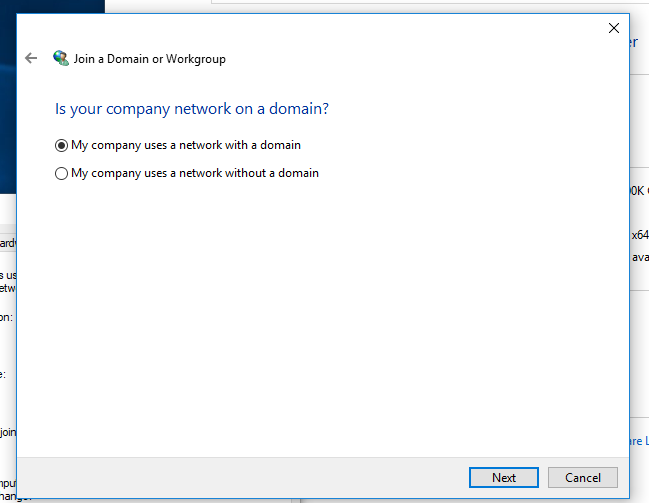 Join a Domain or Workgroup
Is your company network on a domain?
My company uses a network with a domain
My company uses a network without a domain
Next
Cancel
x64